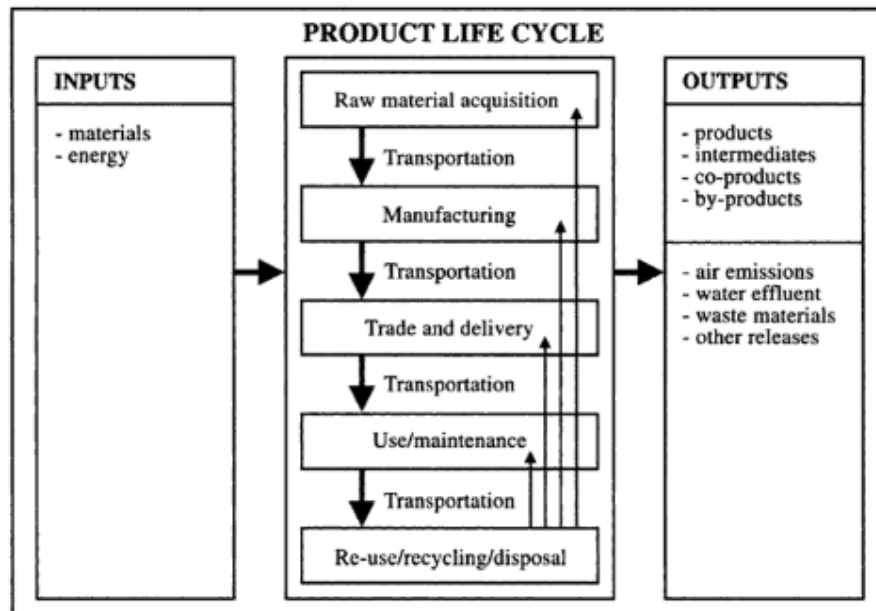 PRODUCT LIFE CYCLE
INPUTS
- materials
- energy
Raw material acquisition
Transportation
Manufacturing
Transportation
Trade and delivery
Transportation
Use/maintenance
Transportation
Re-use/recycling/disposal
OUTPUTS
- products
- intermediates
- co-products
- by-products
- air emissions
- water effluent
- waste materials
- other releases